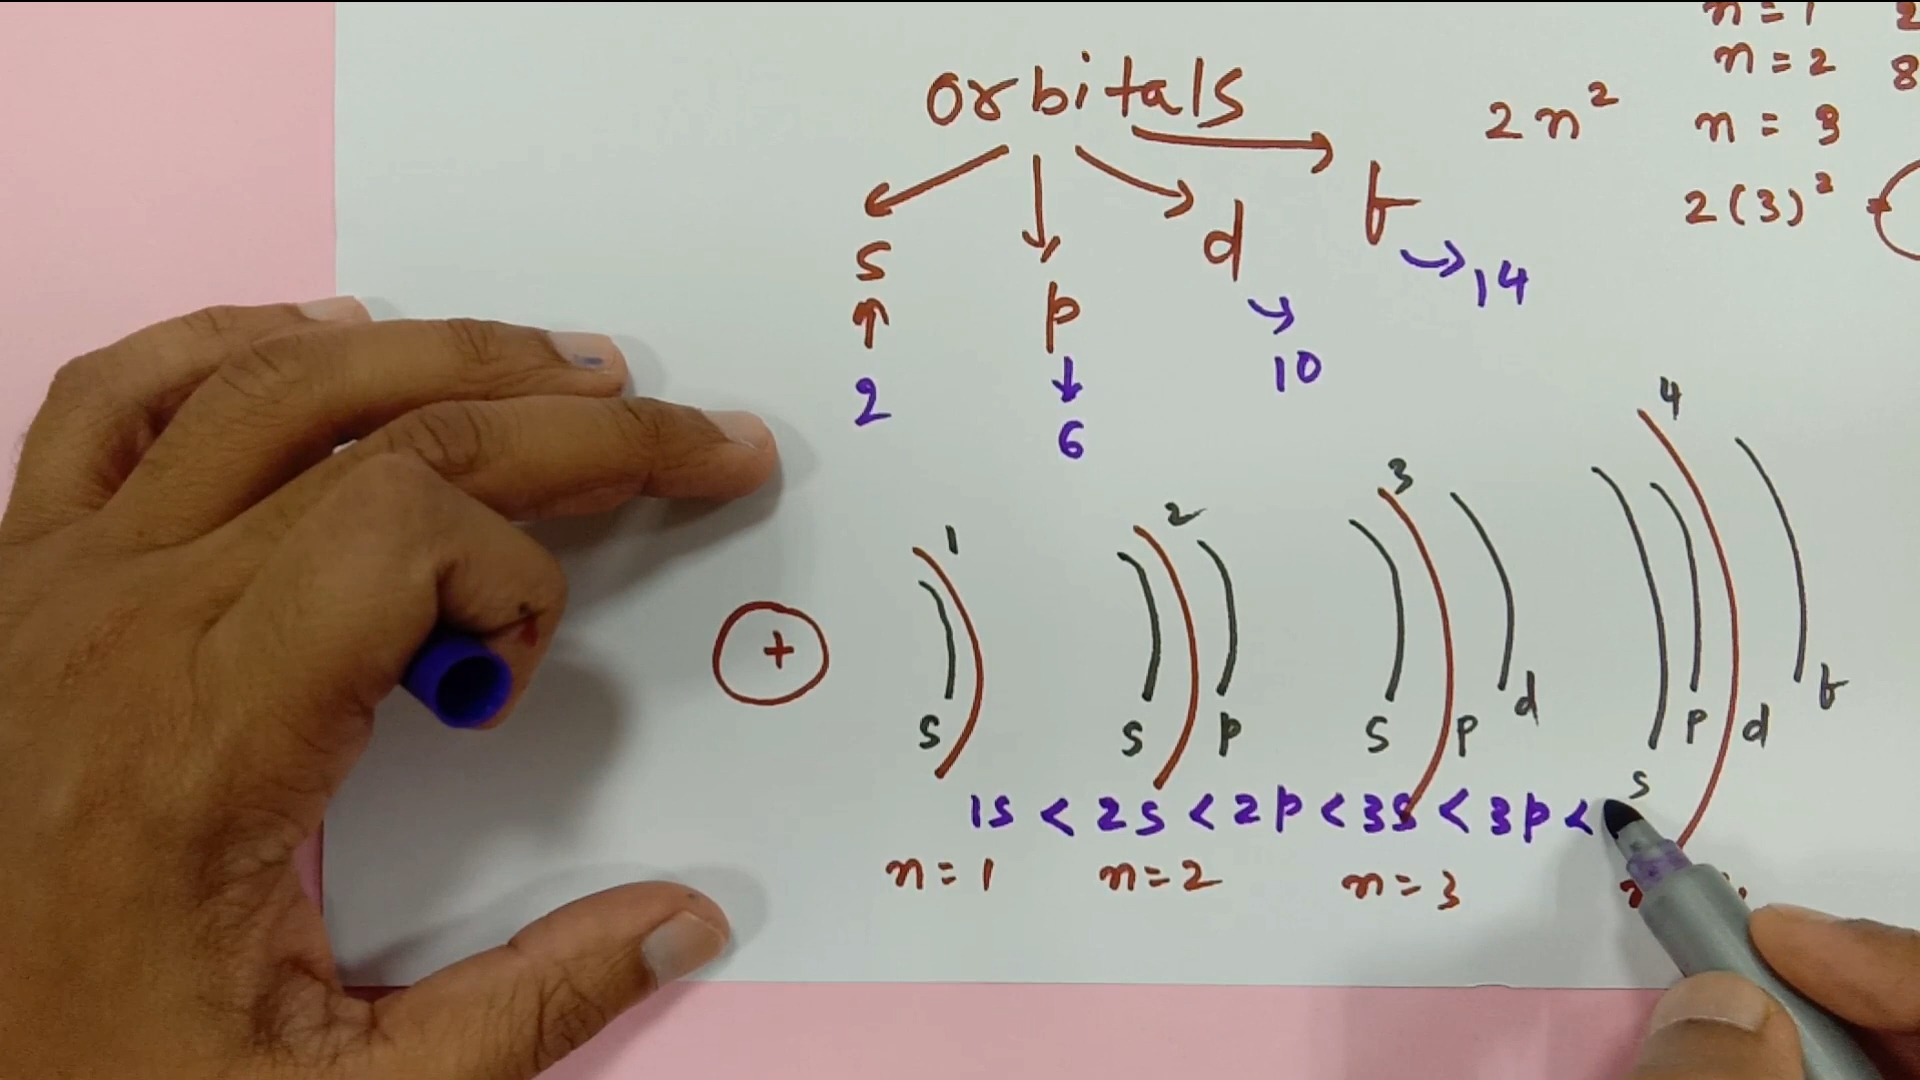 n = 1 2
n = 2 8
orbitals
2n² n = 3
2(3)²
s p d f
2 6 10 14
1 2 3 4
s s p s p d s p d f
1s < 2s < 2p < 3s < 3p <
n = 1 n = 2 n = 3
+